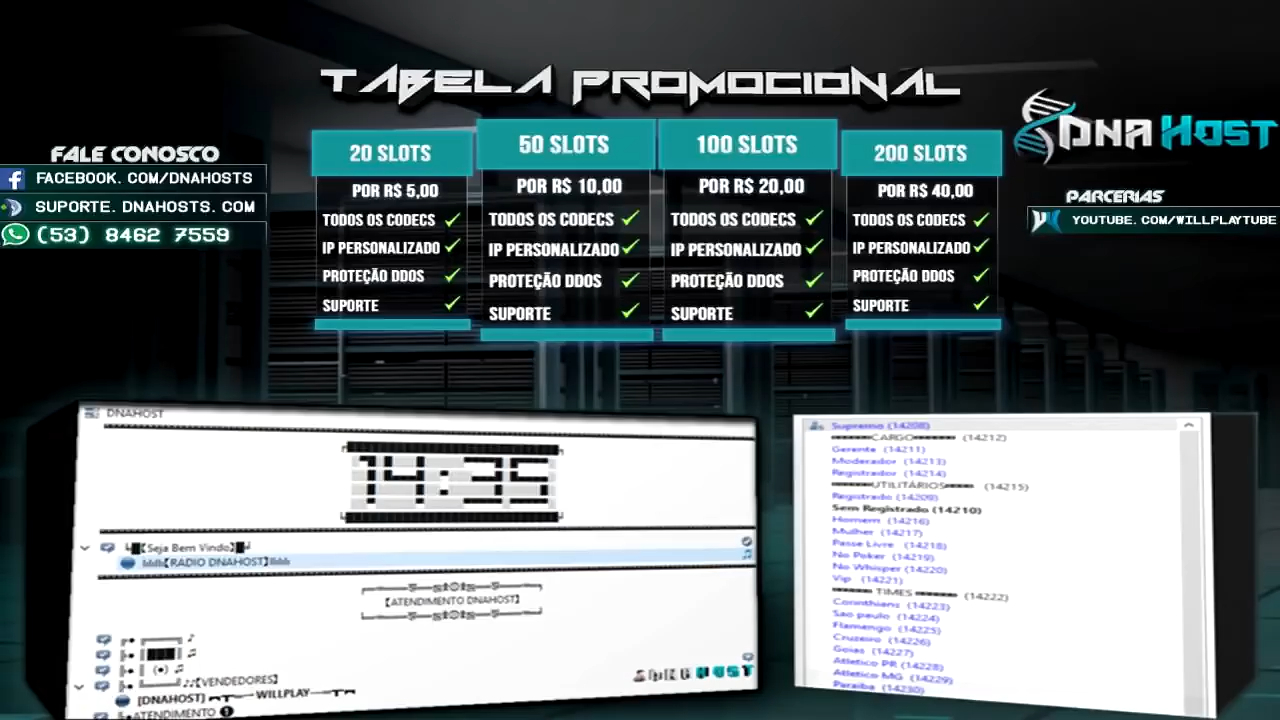 TABELA PROMOCIONAL
DNA HOST
FALE CONOSCO
FACEBOOK. COM/DNAHOSTS
SUPORTE. DNAHOSTS. COM
(53) 8462 7559
20 SLOTS
POR R$ 5,00
TODOS OS CODECS
IP PERSONALIZADO
PROTEÇÃO DDOS
SUPORTE
50 SLOTS
POR R$ 10,00
TODOS OS CODECS
IP PERSONALIZADO
PROTEÇÃO DDOS
SUPORTE
100 SLOTS
POR R$ 20,00
TODOS OS CODECS
IP PERSONALIZADO
PROTEÇÃO DDOS
SUPORTE
200 SLOTS
POR R$ 40,00
TODOS OS CODECS
IP PERSONALIZADO
PROTEÇÃO DDOS
SUPORTE
PARCERIAS
YOUTUBE. COM/WILLPLAYTUBE
DNAHOST
14:35
【Seja Bem Vindo】
【RADIO DNAHOST】
【ATENDIMENTO DNAHOST】
【VENDEDORES】
[DNAHOST] WILLPLAY
ATENDIMENTO
HOST
Supremo (14208)
CARGO (14212)
Gerente (14211)
Moderador (14213)
Registrador (14214)
UTILITÁRIOS (14215)
Registrado (14209)
Sem Registrado (14210)
Homem (14216)
Mulher (14217)
Passe Livre (14218)
No Poker (14219)
No Whisper (14220)
Vip (14221)
TIMES (14222)
Corinthians (14223)
Sao paulo (14224)
Flamengo (14225)
Cruzeiro (14226)
Goias (14227)
Atletico PR (14228)
Atletico MG (14229)
Paraiba (14230)